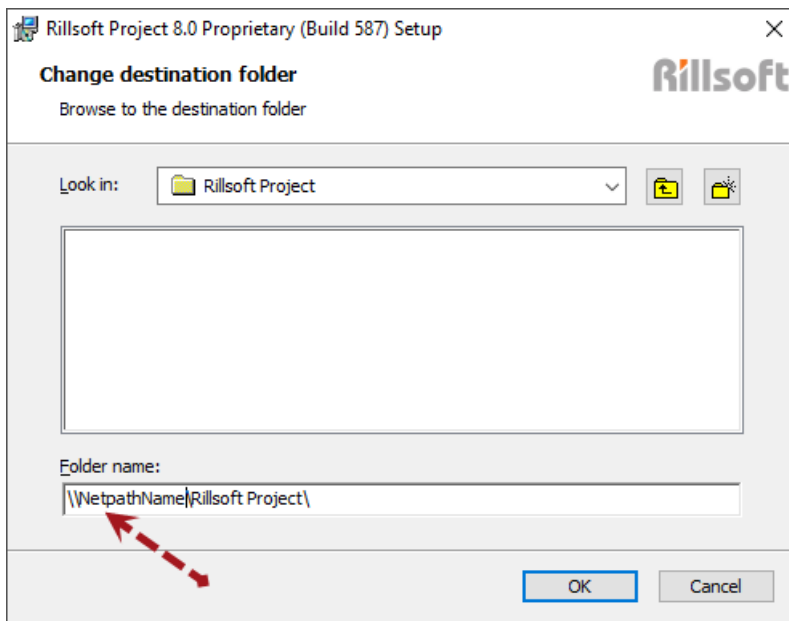 Rillsoft Project 8.0 Proprietary (Build 587) Setup
Change destination folder
Rillsoft
Browse to the destination folder
Look in:
Rillsoft Project
Folder name:
\\NetpathName\Rillsoft Project\
OK
Cancel